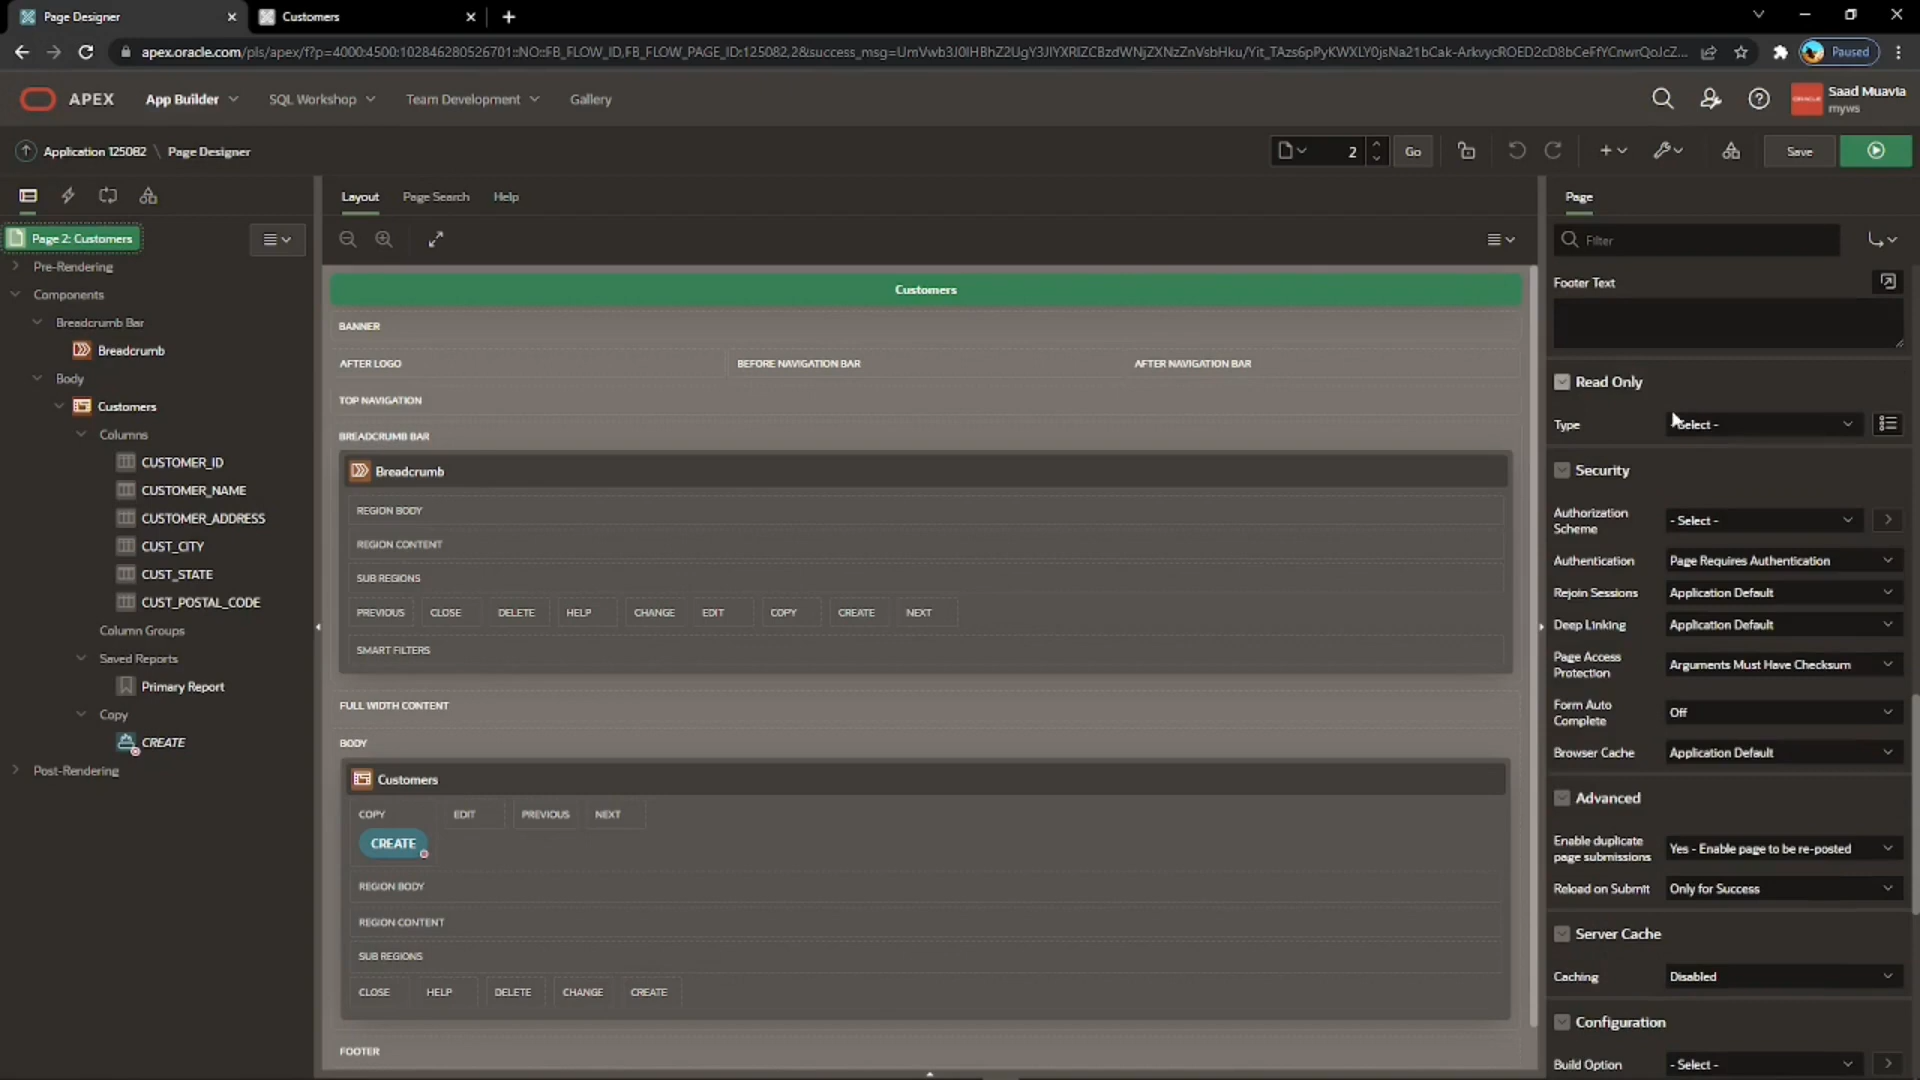 Page Designer
Customers
apex.oracle.com/pls/apex/f?p=4000:4500:102846280526701::NO::FB_FLOW_ID,FB_FLOW_PAGE_ID:125082,2&success_msg=
Paused
APEX
App Builder
SQL Workshop
Team Development
Gallery
Saad Muavia
myws
Application 125082 \ Page Designer
2
Go
Save
Layout
Page Search
Help
Page
Page 2: Customers
Filter
Pre-Rendering
Components
Breadcrumb Bar
Breadcrumb
Body
Customers
Columns
CUSTOMER_ID
CUSTOMER_NAME
CUSTOMER_ADDRESS
CUST_CITY
CUST_STATE
CUST_POSTAL_CODE
Column Groups
Saved Reports
Primary Report
Copy
CREATE
Post-Rendering
Customers
BANNER
AFTER LOGO
BEFORE NAVIGATION BAR
AFTER NAVIGATION BAR
TOP NAVIGATION
BREADCRUMB BAR
Breadcrumb
REGION BODY
REGION CONTENT
SUB REGIONS
PREVIOUS CLOSE DELETE HELP CHANGE EDIT COPY CREATE NEXT
SMART FILTERS
FULL WIDTH CONTENT
BODY
Customers
COPY EDIT PREVIOUS NEXT
CREATE
REGION BODY
REGION CONTENT
SUB REGIONS
CLOSE HELP DELETE CHANGE CREATE
FOOTER
Footer Text
Read Only
Type
Select -
Security
Authorization Scheme
- Select -
Authentication
Page Requires Authentication
Rejoin Sessions
Application Default
Deep Linking
Application Default
Page Access Protection
Arguments Must Have Checksum
Form Auto Complete
Off
Browser Cache
Application Default
Advanced
Enable duplicate page submissions
Yes - Enable page to be re-posted
Reload on Submit
Only for Success
Server Cache
Caching
Disabled
Configuration
Build Option
- Select -